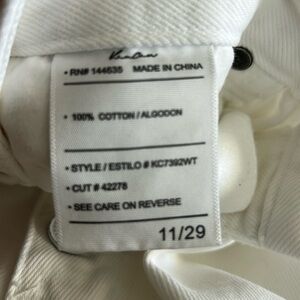 • RN# 144635 MADE IN CHINA
• 100% COTTON / ALGODON
• STYLE / ESTILO # KC7392WT
• CUT # 42278
• SEE CARE ON REVERSE
11/29